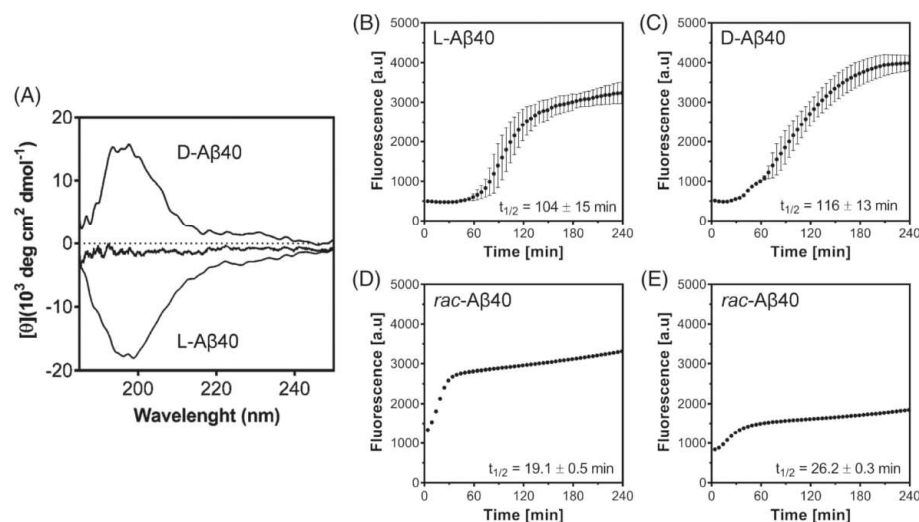 (A)
[θ](10³ deg cm² dmol⁻¹)
20
10
0
-10
-20
D-Aβ40
L-Aβ40
200
220
240
Wavelenght (nm)
(B)
L-Aβ40
Fluorescence [a.u]
5000
4000
3000
2000
1000
0
t1/2 = 104 ± 15 min
0 60 120 180 240
Time [min]
(C)
D-Aβ40
Fluorescence [a.u]
5000
4000
3000
2000
1000
0
t1/2 = 116 ± 13 min
0 60 120 180 240
Time [min]
(D)
rac-Aβ40
Fluorescence [a.u]
5000
4000
3000
2000
1000
0
t1/2 = 19.1 ± 0.5 min
0 60 120 180 240
Time [min]
(E)
rac-Aβ40
Fluorescence [a.u]
5000
4000
3000
2000
1000
0
t1/2 = 26.2 ± 0.3 min
0 60 120 180 240
Time [min]